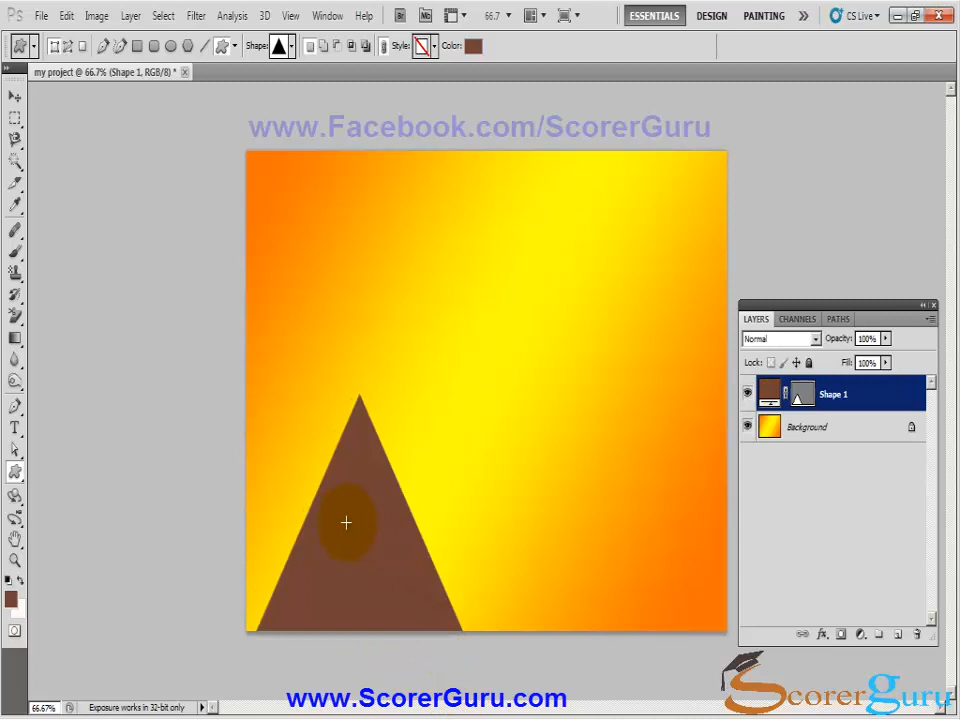 Ps File Edit Image Layer Select Filter Analysis 3D View Window Help Br Mb 66.7 ESSENTIALS DESIGN PAINTING CS Live
Shape: Style: Color:
my project @ 66.7% (Shape 1, RGB/8) *
www.Facebook.com/ScorerGuru
LAYERS CHANNELS PATHS
Normal Opacity: 100%
Lock: Fill: 100%
Shape 1
Background
T
fx
66.67% Exposure works in 32-bit only
www.ScorerGuru.com
Scorerguru